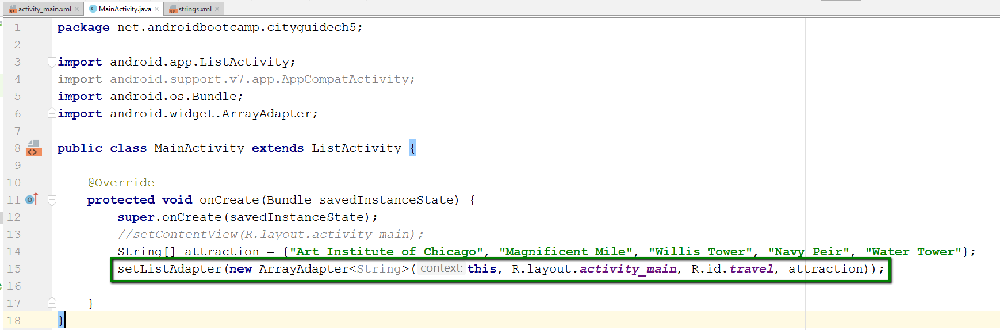 activity_main.xml MainActivity.java strings.xml
1 package net.androidbootcamp.cityguidech5;
2
3 import android.app.ListActivity;
4 import android.support.v7.app.AppCompatActivity;
5 import android.os.Bundle;
6 import android.widget.ArrayAdapter;
7
8 public class MainActivity extends ListActivity {
9
10 @Override
11 protected void onCreate(Bundle savedInstanceState) {
12 super.onCreate(savedInstanceState);
13 //setContentView(R.layout.activity_main);
14 String[] attraction = {"Art Institute of Chicago", "Magnificent Mile", "Willis Tower", "Navy Peir", "Water Tower"};
15 setListAdapter(new ArrayAdapter<String>( context: this, R.layout.activity_main, R.id.travel, attraction));
16
17 }
18 }